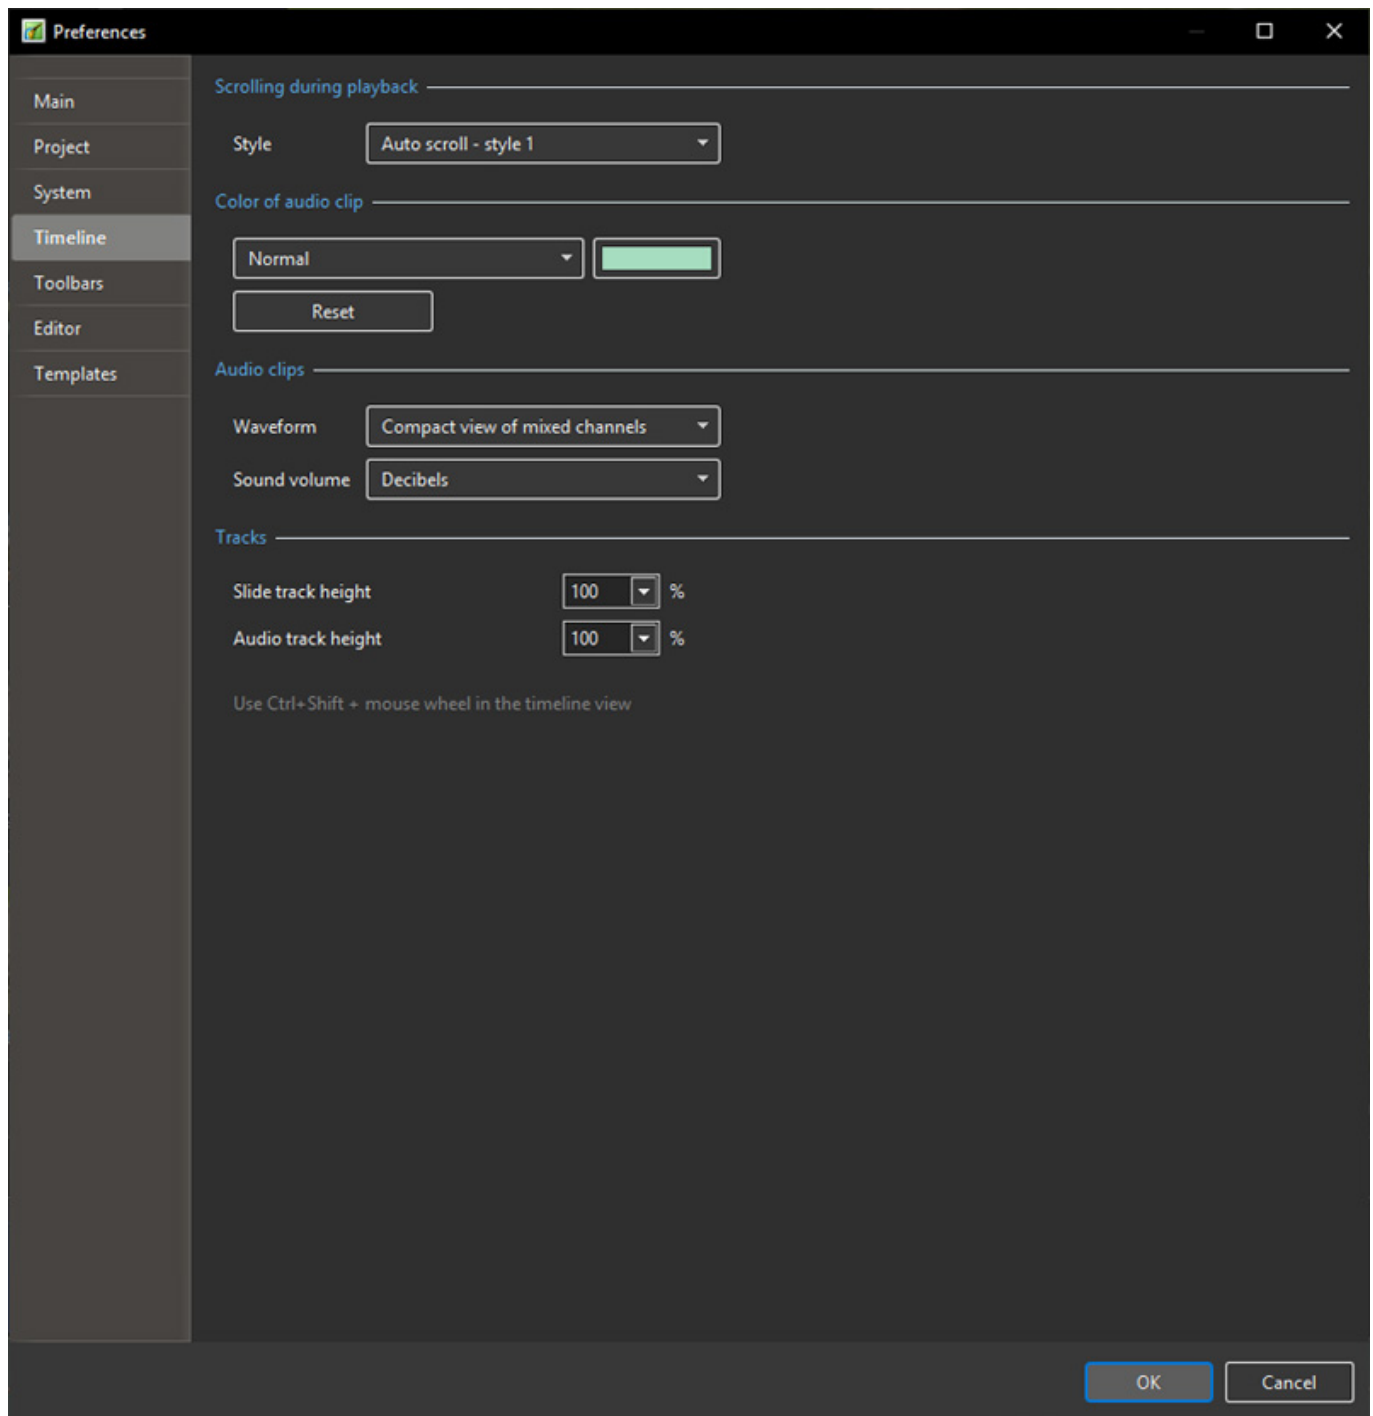 Preferences
Main
Project
System
Timeline
Toolbars
Editor
Templates
Scrolling during playback
Style Auto scroll - style 1
Color of audio clip
Normal
Reset
Audio clips
Waveform Compact view of mixed channels
Sound volume Decibels
Tracks
Slide track height 100 %
Audio track height 100 %
Use Ctrl+Shift + mouse wheel in the timeline view
OK Cancel